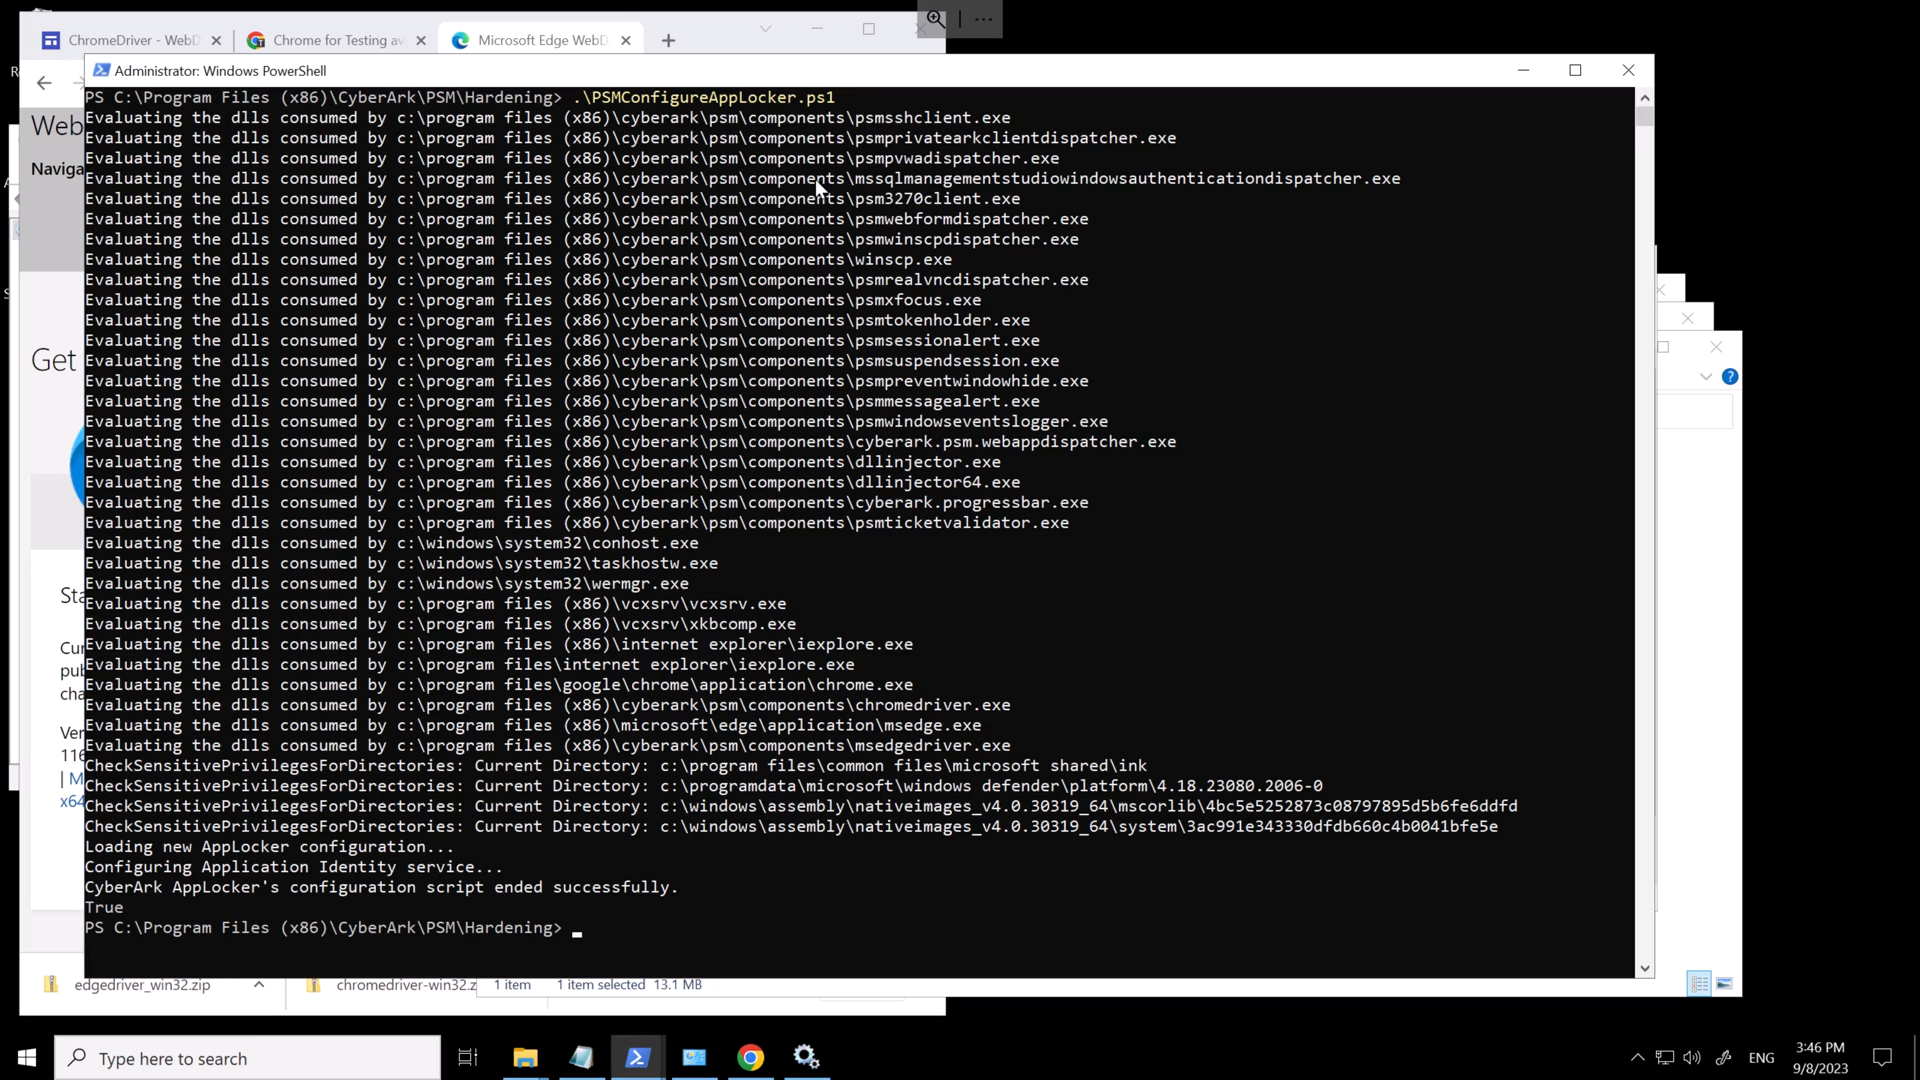 ChromeDriver - WebD
Chrome for Testing av
Microsoft Edge WebD
Administrator: Windows PowerShell
Web
Naviga
Get
Sta
Cur
pub
cha
Ver
116
| M
x64
PS C:\Program Files (x86)\CyberArk\PSM\Hardening> .\PSMConfigureAppLocker.ps1
Evaluating the dlls consumed by c:\program files (x86)\cyberark\psm\components\psmsshclient.exe
Evaluating the dlls consumed by c:\program files (x86)\cyberark\psm\components\psmprivatearkclientdispatcher.exe
Evaluating the dlls consumed by c:\program files (x86)\cyberark\psm\components\psmpvwadispatcher.exe
Evaluating the dlls consumed by c:\program files (x86)\cyberark\psm\components\mssqlmanagementstudiowindowsauthenticationdispatcher.exe
Evaluating the dlls consumed by c:\program files (x86)\cyberark\psm\components\psm3270client.exe
Evaluating the dlls consumed by c:\program files (x86)\cyberark\psm\components\psmwebformdispatcher.exe
Evaluating the dlls consumed by c:\program files (x86)\cyberark\psm\components\psmwinscpdispatcher.exe
Evaluating the dlls consumed by c:\program files (x86)\cyberark\psm\components\winscp.exe
Evaluating the dlls consumed by c:\program files (x86)\cyberark\psm\components\psmrealvncdispatcher.exe
Evaluating the dlls consumed by c:\program files (x86)\cyberark\psm\components\psmxfocus.exe
Evaluating the dlls consumed by c:\program files (x86)\cyberark\psm\components\psmtokenholder.exe
Evaluating the dlls consumed by c:\program files (x86)\cyberark\psm\components\psmsessionalert.exe
Evaluating the dlls consumed by c:\program files (x86)\cyberark\psm\components\psmsuspendsession.exe
Evaluating the dlls consumed by c:\program files (x86)\cyberark\psm\components\psmpreventwindowhide.exe
Evaluating the dlls consumed by c:\program files (x86)\cyberark\psm\components\psmmessagealert.exe
Evaluating the dlls consumed by c:\program files (x86)\cyberark\psm\components\psmwindowseventslogger.exe
Evaluating the dlls consumed by c:\program files (x86)\cyberark\psm\components\cyberark.psm.webappdispatcher.exe
Evaluating the dlls consumed by c:\program files (x86)\cyberark\psm\components\dllinjector.exe
Evaluating the dlls consumed by c:\program files (x86)\cyberark\psm\components\dllinjector64.exe
Evaluating the dlls consumed by c:\program files (x86)\cyberark\psm\components\cyberark.progressbar.exe
Evaluating the dlls consumed by c:\program files (x86)\cyberark\psm\components\psmticketvalidator.exe
Evaluating the dlls consumed by c:\windows\system32\conhost.exe
Evaluating the dlls consumed by c:\windows\system32\taskhostw.exe
Evaluating the dlls consumed by c:\windows\system32\wermgr.exe
Evaluating the dlls consumed by c:\program files (x86)\vcxsrv\vcxsrv.exe
Evaluating the dlls consumed by c:\program files (x86)\vcxsrv\xkbcomp.exe
Evaluating the dlls consumed by c:\program files (x86)\internet explorer\iexplore.exe
Evaluating the dlls consumed by c:\program files\internet explorer\iexplore.exe
Evaluating the dlls consumed by c:\program files\google\chrome\application\chrome.exe
Evaluating the dlls consumed by c:\program files (x86)\cyberark\psm\components\chromedriver.exe
Evaluating the dlls consumed by c:\program files (x86)\microsoft\edge\application\msedge.exe
Evaluating the dlls consumed by c:\program files (x86)\cyberark\psm\components\msedgedriver.exe
CheckSensitivePrivilegesForDirectories: Current Directory: c:\program files\common files\microsoft shared\ink
CheckSensitivePrivilegesForDirectories: Current Directory: c:\programdata\microsoft\windows defender\platform\4.18.23080.2006-0
CheckSensitivePrivilegesForDirectories: Current Directory: c:\windows\assembly\nativeimages_v4.0.30319_64\mscorlib\4bc5e5252873c08797895d5b6fe6ddfd
CheckSensitivePrivilegesForDirectories: Current Directory: c:\windows\assembly\nativeimages_v4.0.30319_64\system\3ac991e343330dfdb660c4b0041bfe5e
Loading new AppLocker configuration...
Configuring Application Identity service...
CyberArk AppLocker's configuration script ended successfully.
True
PS C:\Program Files (x86)\CyberArk\PSM\Hardening>
edgedriver_win32.zip
chromedriver-win32.z
1 item
1 item selected 13.1 MB
Type here to search
ENG
3:46 PM
9/8/2023